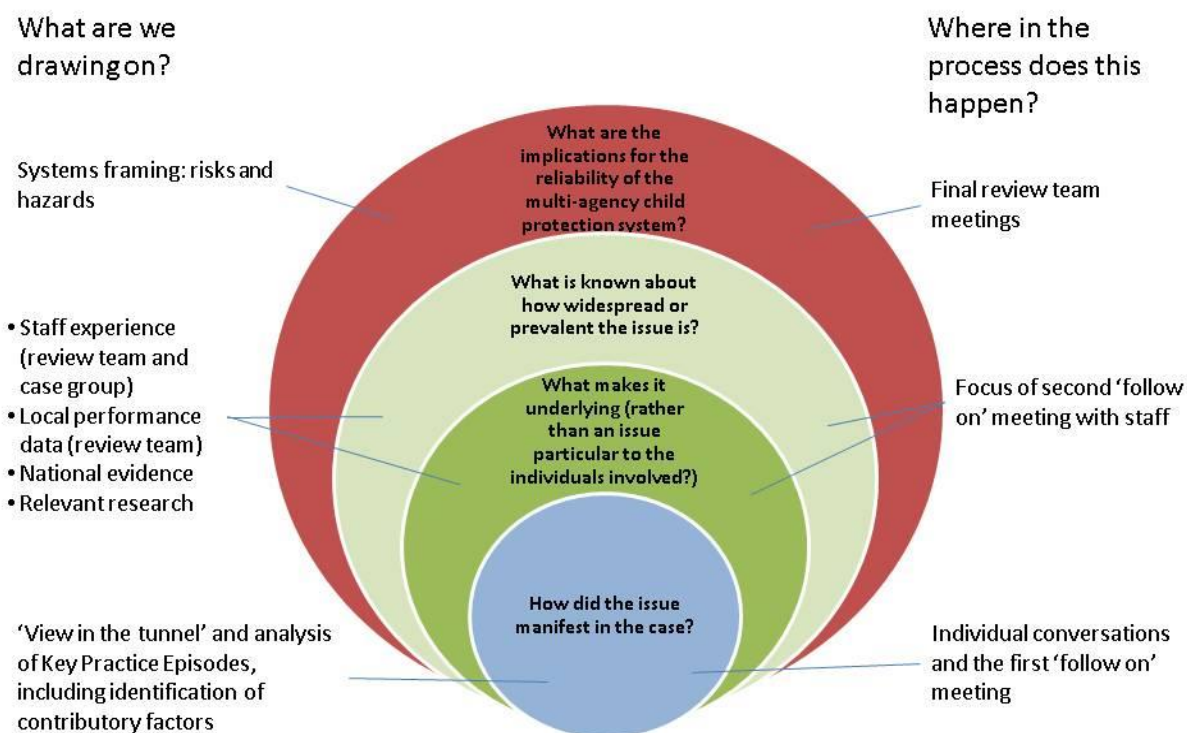 What are we
drawing on?
Where in the
process does this
happen?
Systems framing: risks and
hazards
What are the
implications for the
reliability of the
multi-agency child
protection system?
Final review team
meetings
What is known about
how widespread or
prevalent the issue is?
• Staff experience
(review team and
case group)
• Local performance
data (review team)
• National evidence
• Relevant research
What makes it
underlying (rather
than an issue
particular to the
individuals involved?)
Focus of second ‘follow
on’ meeting with staff
How did the issue
manifest in the case?
‘View in the tunnel’ and analysis
of Key Practice Episodes,
including identification of
contributory factors
Individual conversations
and the first ‘follow on’
meeting